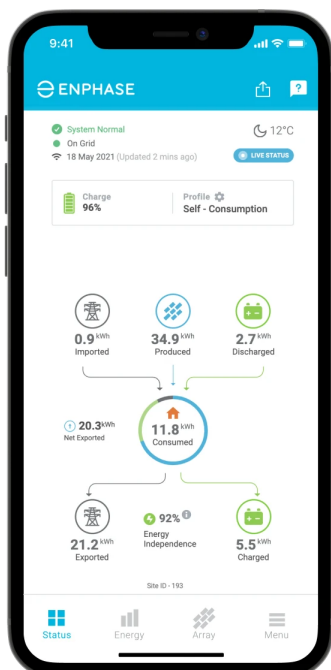 9:41
ENPHASE
?
System Normal
12°C
On Grid
18 May 2021 (Updated 2 mins ago)
LIVE STATUS
Charge
96%
Profile
Self - Consumption
0.9 kWh
Imported
34.9 kWh
Produced
2.7 kWh
Discharged
20.3 kWh
Net Exported
11.8 kWh
Consumed
21.2 kWh
Exported
92%
Energy
Independence
5.5 kWh
Charged
Site ID - 193
Status
Energy
Array
Menu